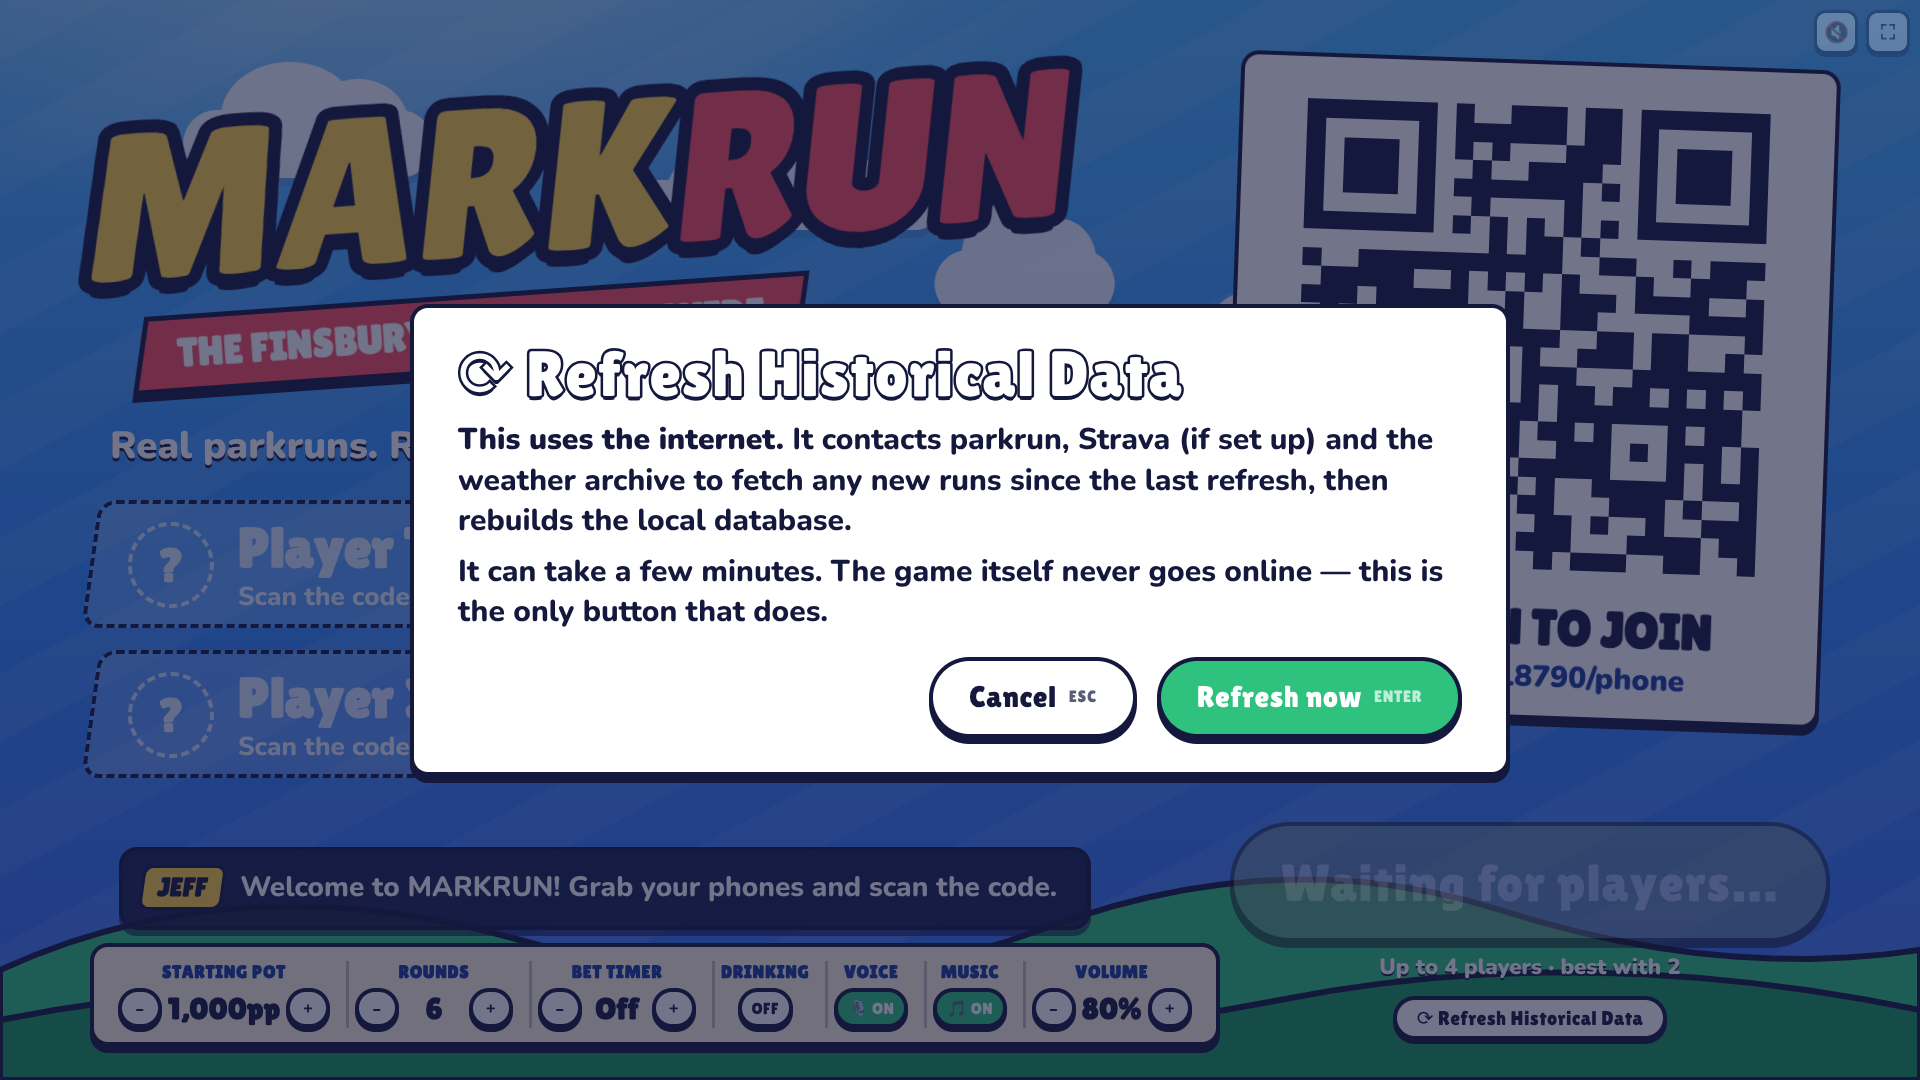 MARKRUN
THE FINSBURY
Real parkruns. R
⟳ Refresh Historical Data
This uses the internet. It contacts parkrun, Strava (if set up) and the
weather archive to fetch any new runs since the last refresh, then
rebuilds the local database.
It can take a few minutes. The game itself never goes online — this is
the only button that does.
Cancel ESC
Refresh now ENTER
?
Player
Scan the code
?
Player
Scan the code
TO JOIN
18790/phone
JEFF
Welcome to MARKRUN! Grab your phones and scan the code.
Waiting for players...
Up to 4 players · best with 2
⟳ Refresh Historical Data
STARTING POT
- 1,000pp +
ROUNDS
- 6 +
BET TIMER
- Off +
DRINKING
OFF
VOICE
🎙️ ON
MUSIC
🎵 ON
VOLUME
- 80% +